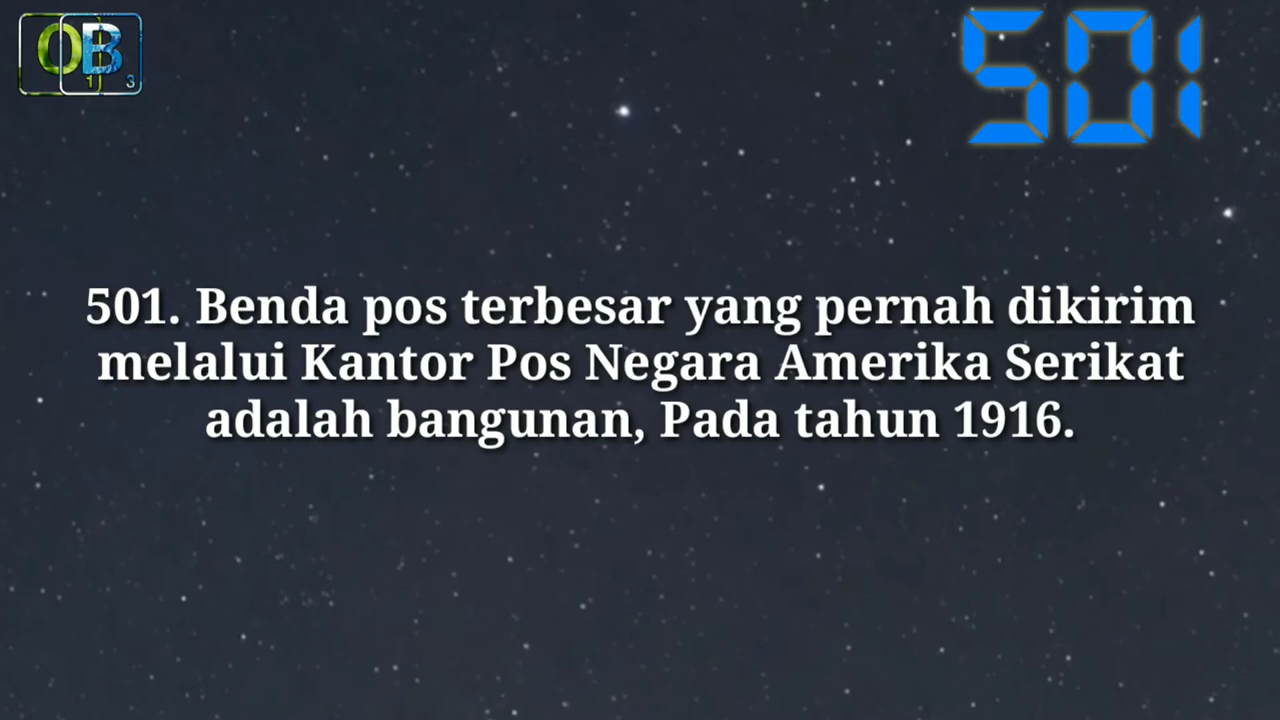 OB
1 3
501
501. Benda pos terbesar yang pernah dikirim
melalui Kantor Pos Negara Amerika Serikat
adalah bangunan, Pada tahun 1916.